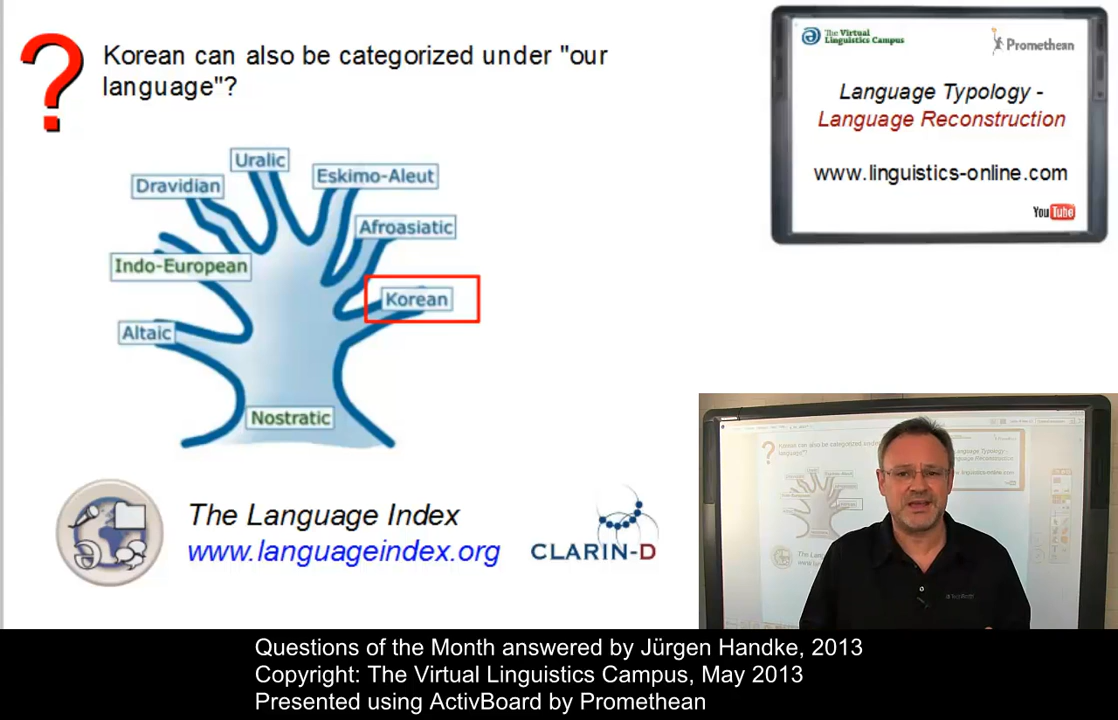 Korean can also be categorized under "our
language"?
The Virtual
Linguistics Campus
Promethean
Language Typology -
Language Reconstruction
www.linguistics-online.com
YouTube
Uralic
Eskimo-Aleut
Dravidian
Afroasiatic
Indo-European
Korean
Altaic
Nostratic
The Language Index
www.languageindex.org
CLARIN-D
Questions of the Month answered by Jürgen Handke, 2013
Copyright: The Virtual Linguistics Campus, May 2013
Presented using ActivBoard by Promethean